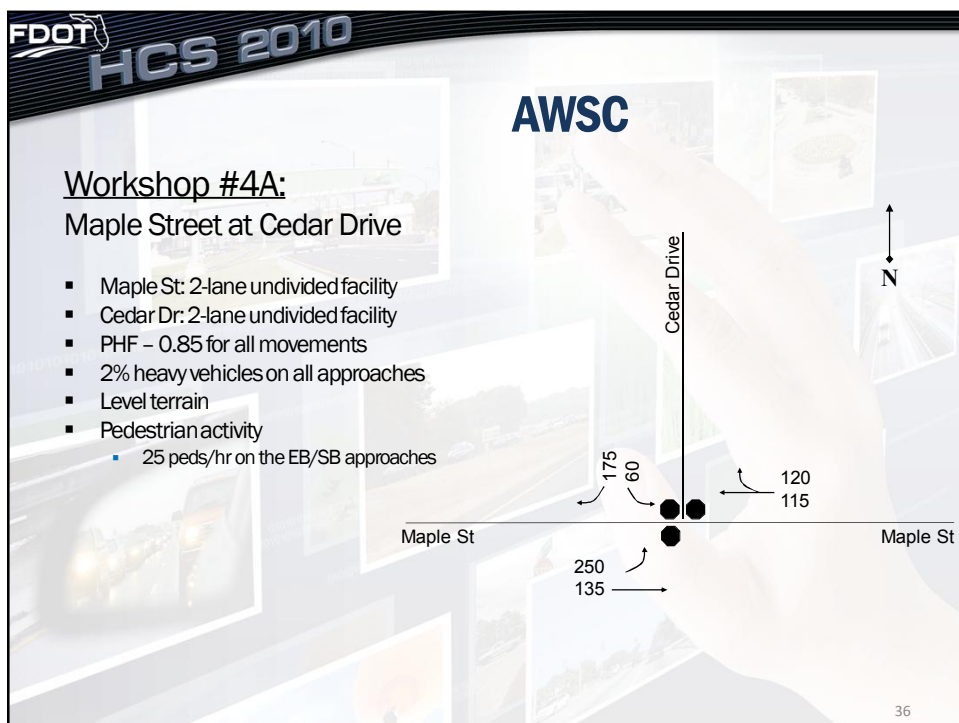 FDOT
HCS 2010
AWSC
Workshop #4A:
Maple Street at Cedar Drive
▪ Maple St: 2-lane undivided facility
▪ Cedar Dr: 2-lane undivided facility
▪ PHF – 0.85 for all movements
▪ 2% heavy vehicles on all approaches
▪ Level terrain
▪ Pedestrian activity
▪ 25 peds/hr on the EB/SB approaches
Cedar Drive
N
175
60
120
115
Maple St
Maple St
250
135
36